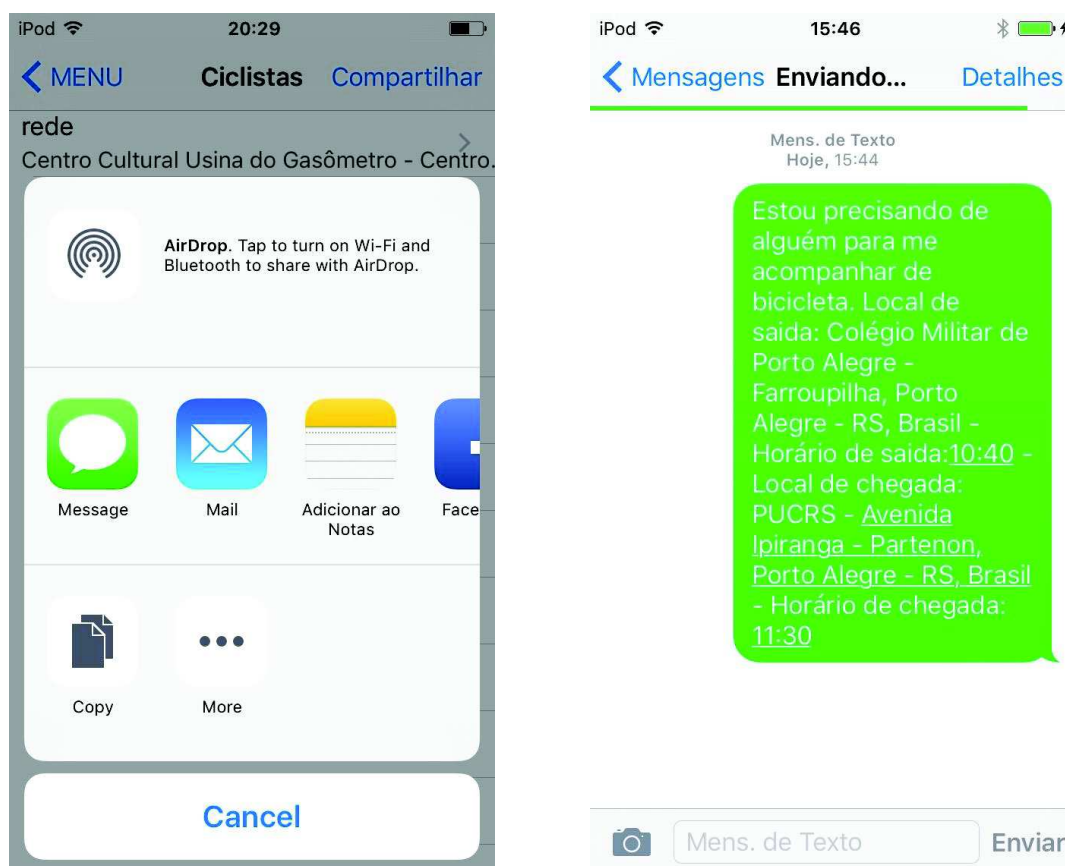 iPod 20:29
MENU Ciclistas Compartilhar
rede
Centro Cultural Usina do Gasômetro - Centro.
AirDrop. Tap to turn on Wi-Fi and
Bluetooth to share with AirDrop.
Message Mail Adicionar ao Face
Notas
Copy More
Cancel
iPod 15:46
Mensagens Enviando... Detalhes
Mens. de Texto
Hoje, 15:44
Estou precisando de
alguém para me
acompanhar de
bicicleta. Local de
saida: Colégio Militar de
Porto Alegre -
Farroupilha, Porto
Alegre - RS, Brasil -
Horário de saida:10:40 -
Local de chegada:
PUCRS - Avenida
Ipiranga - Partenon,
Porto Alegre - RS, Brasil
- Horário de chegada:
11:30
Mens. de Texto Enviar